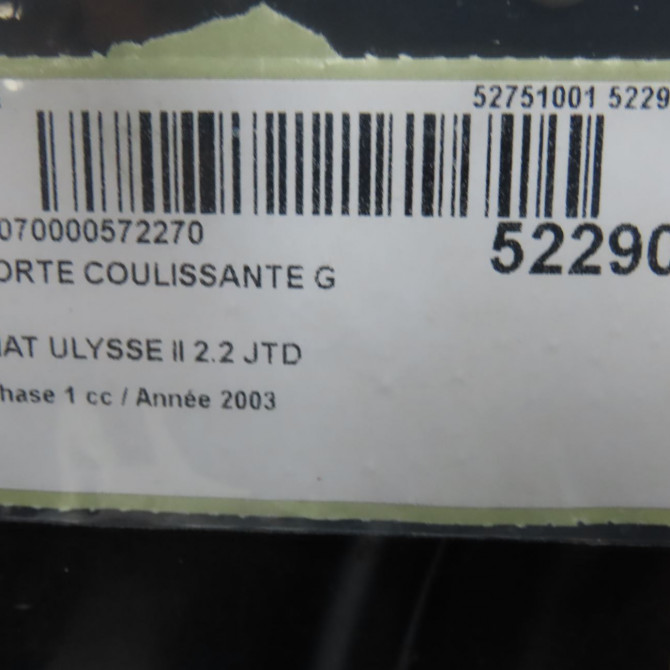 52751001 5229
070000572270
52290
ORTE COULISSANTE G
IAT ULYSSE II 2.2 JTD
hase 1 cc / Année 2003